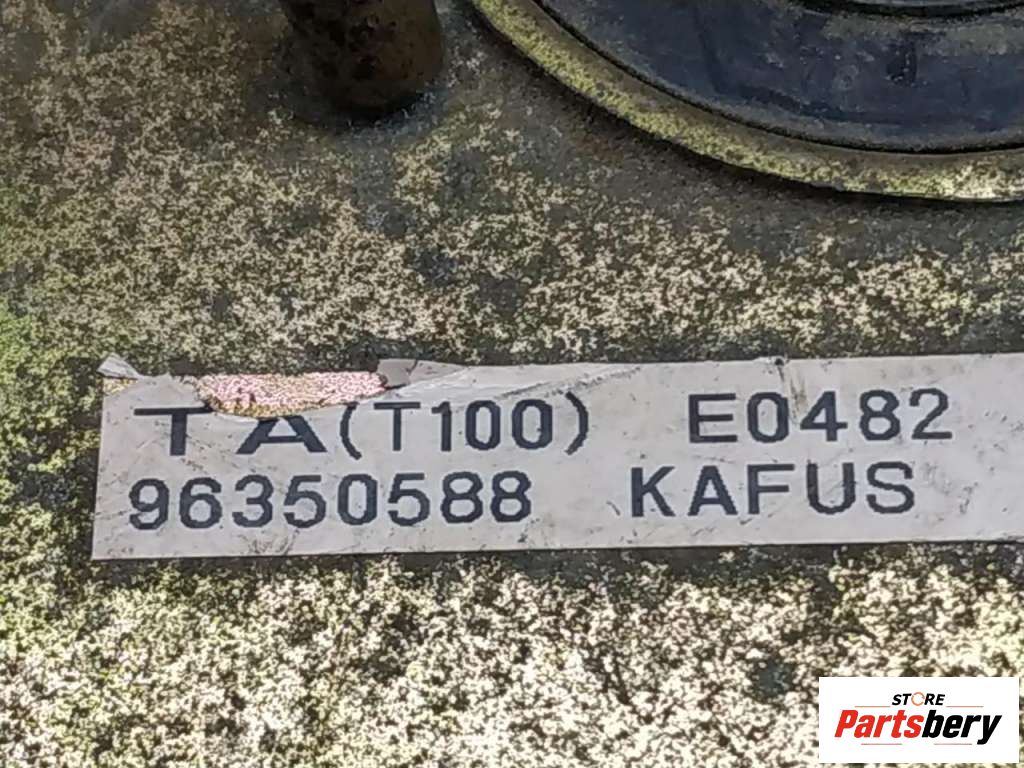 TA(T100) E0482
96350588 KAFUS
STORE
Partsbery